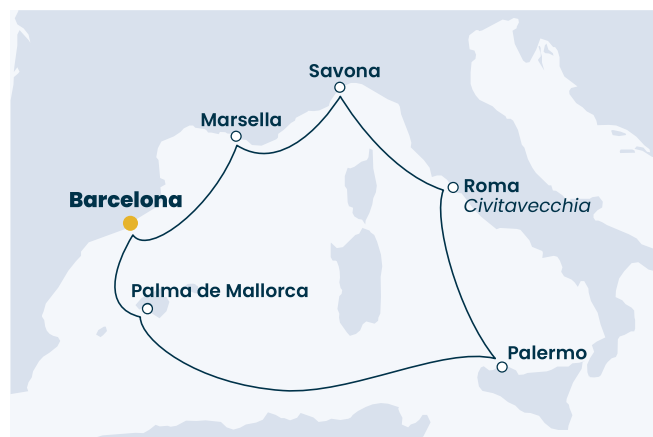 Savona
Marsella
Barcelona
Roma
Civitavecchia
Palma de Mallorca
Palermo